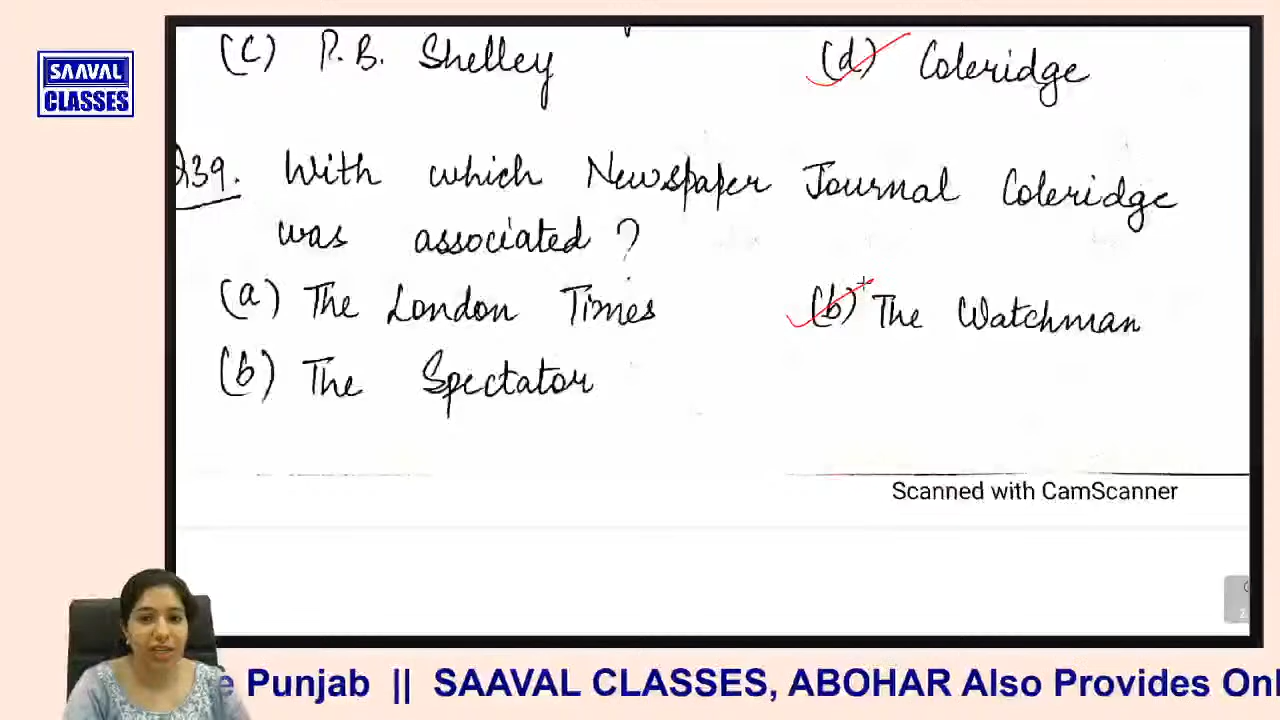 SAAVAL
CLASSES
(C) P.B. Shelley (d) Coleridge
239. With which Newspaper Journal Coleridge
was associated ?
(a) The London Times (b) The Watchman
(b) The Spectator
Scanned with CamScanner
e Punjab || SAAVAL CLASSES, ABOHAR Also Provides Onl